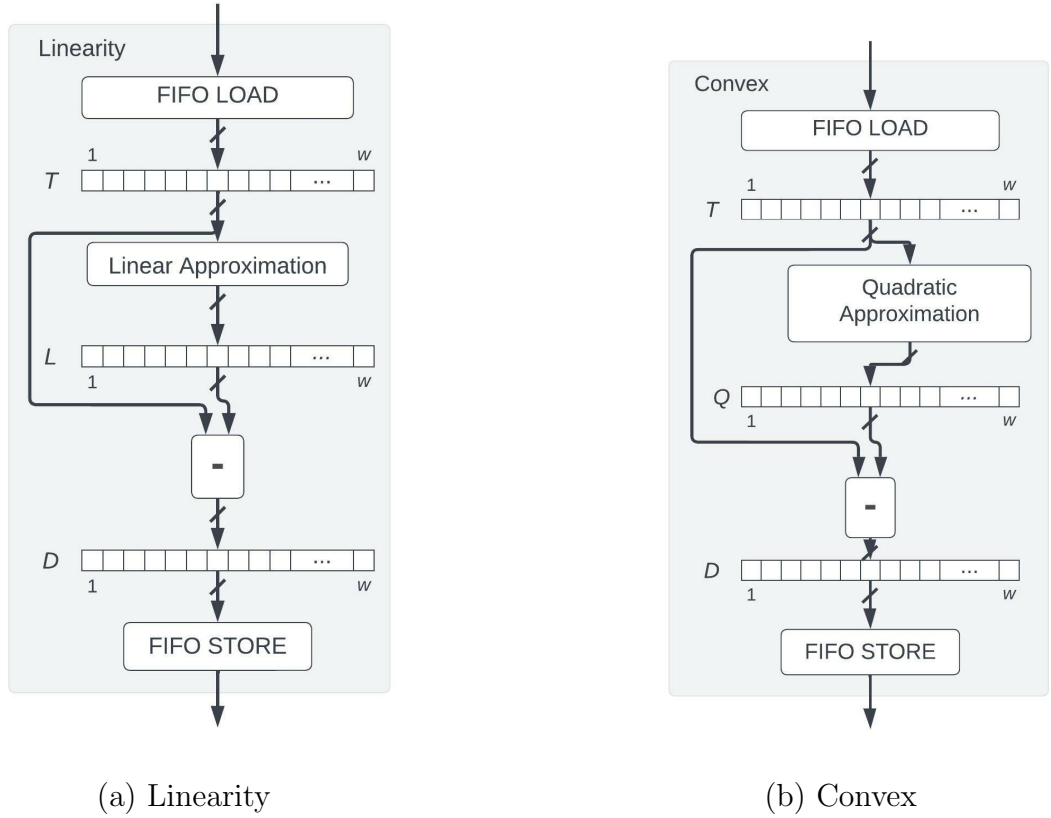 Linearity
FIFO LOAD
1 w
T ...
Linear Approximation
L ...
1 w
-
D ...
1 w
FIFO STORE
(a) Linearity
Convex
FIFO LOAD
1 w
T ...
Quadratic
Approximation
Q ...
1 w
-
D ...
1 w
FIFO STORE
(b) Convex